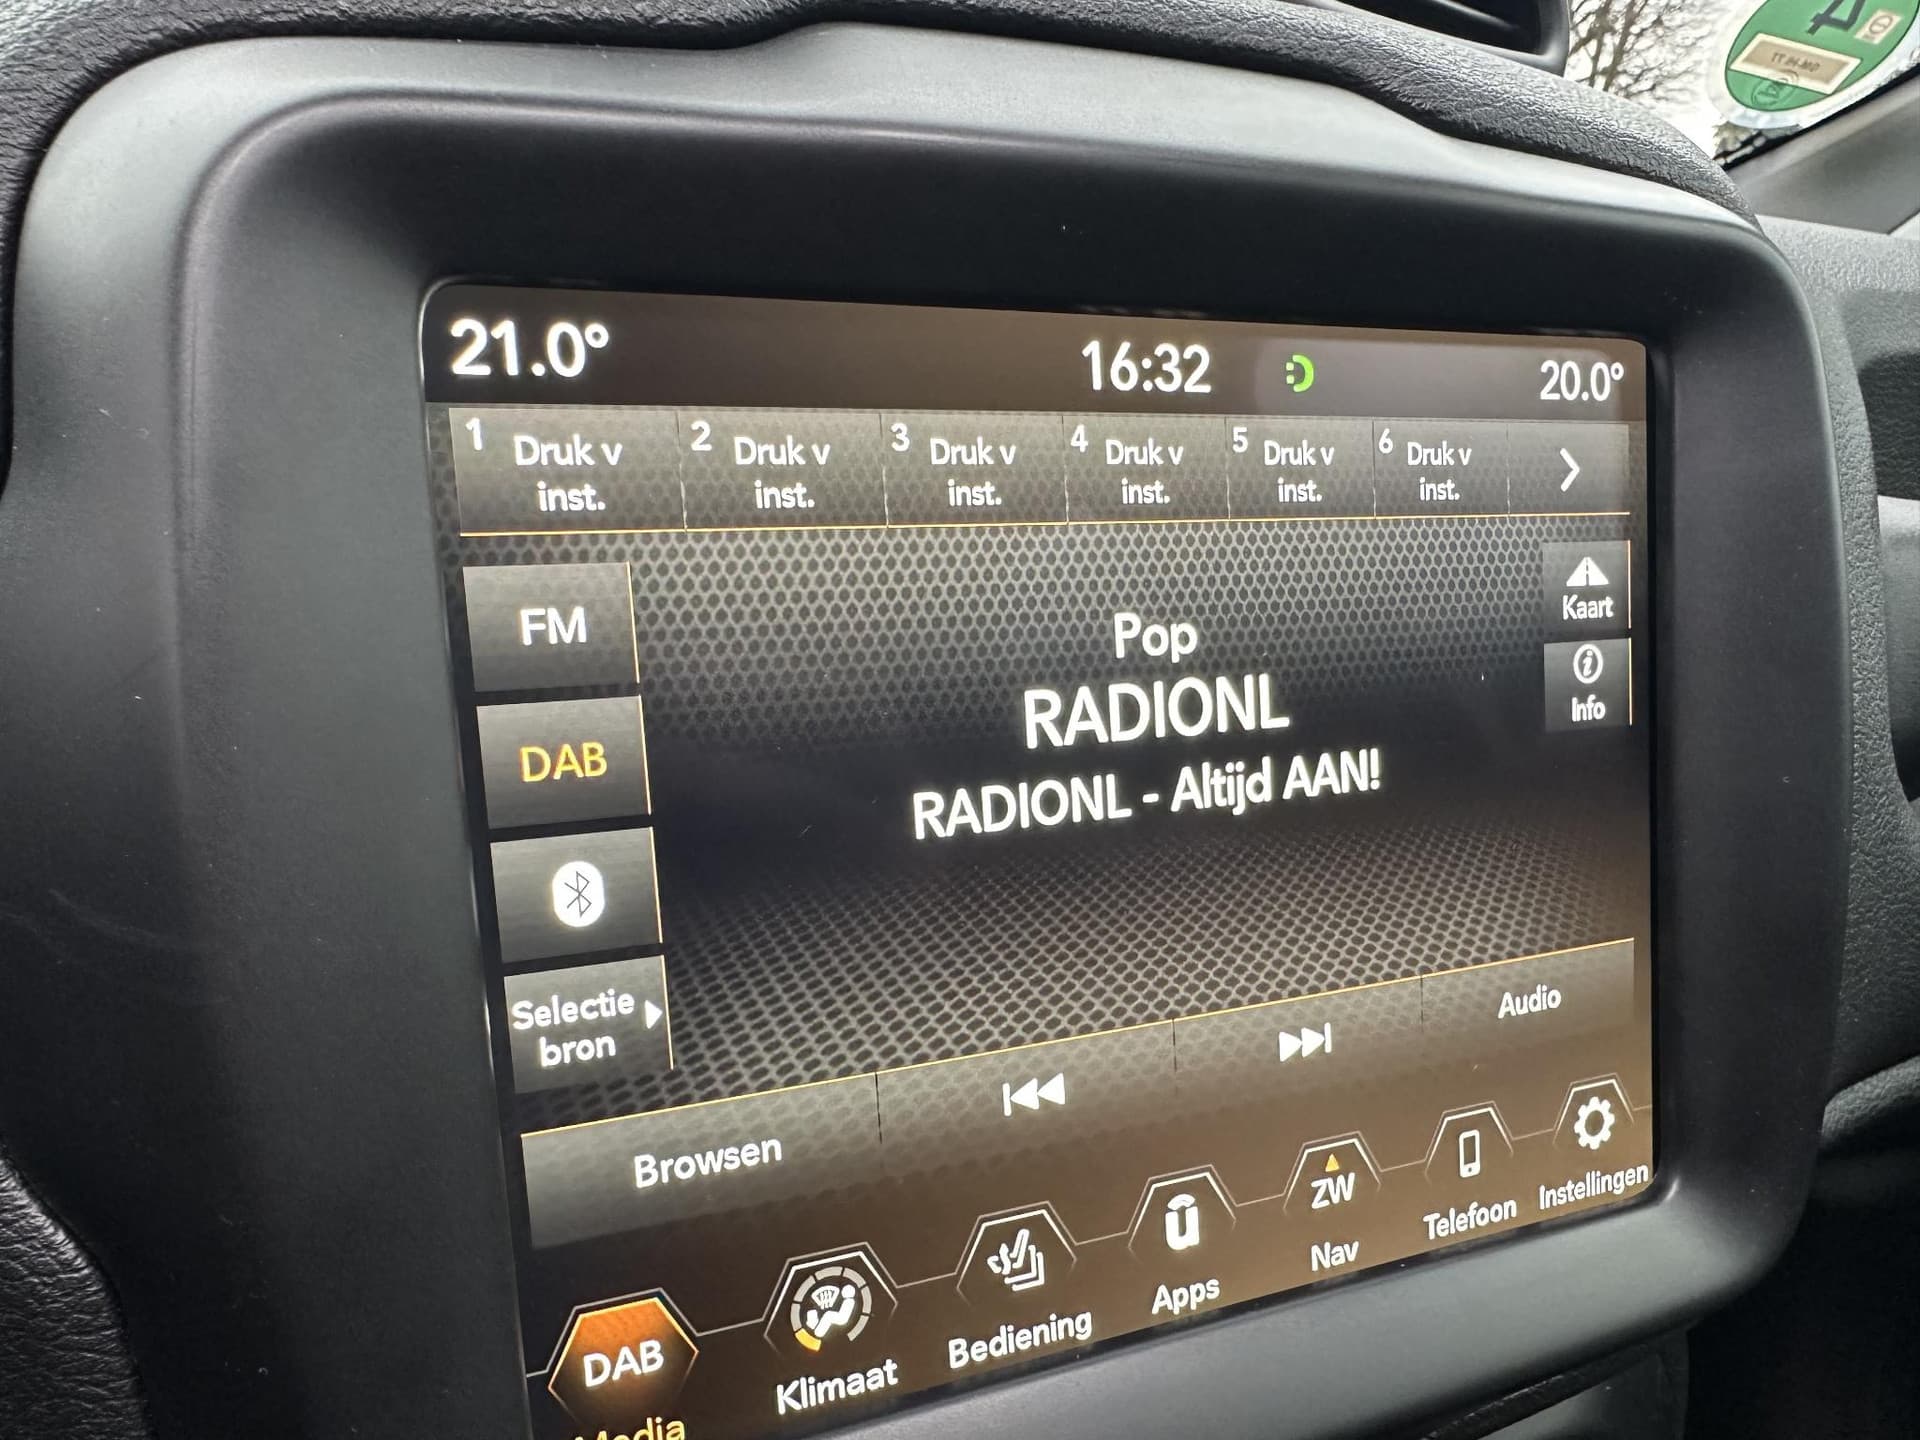 4
21.0°
16:32
20.0°
1 Druk v
inst.
2 Druk v
inst.
3 Druk v
inst.
4 Druk v
inst.
5 Druk v
inst.
6 Druk v
inst.
FM
DAB
Selectie
bron
Pop
RADIONL
RADIONL - Altijd AAN!
Kaart
Info
Browsen
Audio
DAB
Media
Klimaat
Bediening
Apps
ZW
Nav
Telefoon
Instellingen